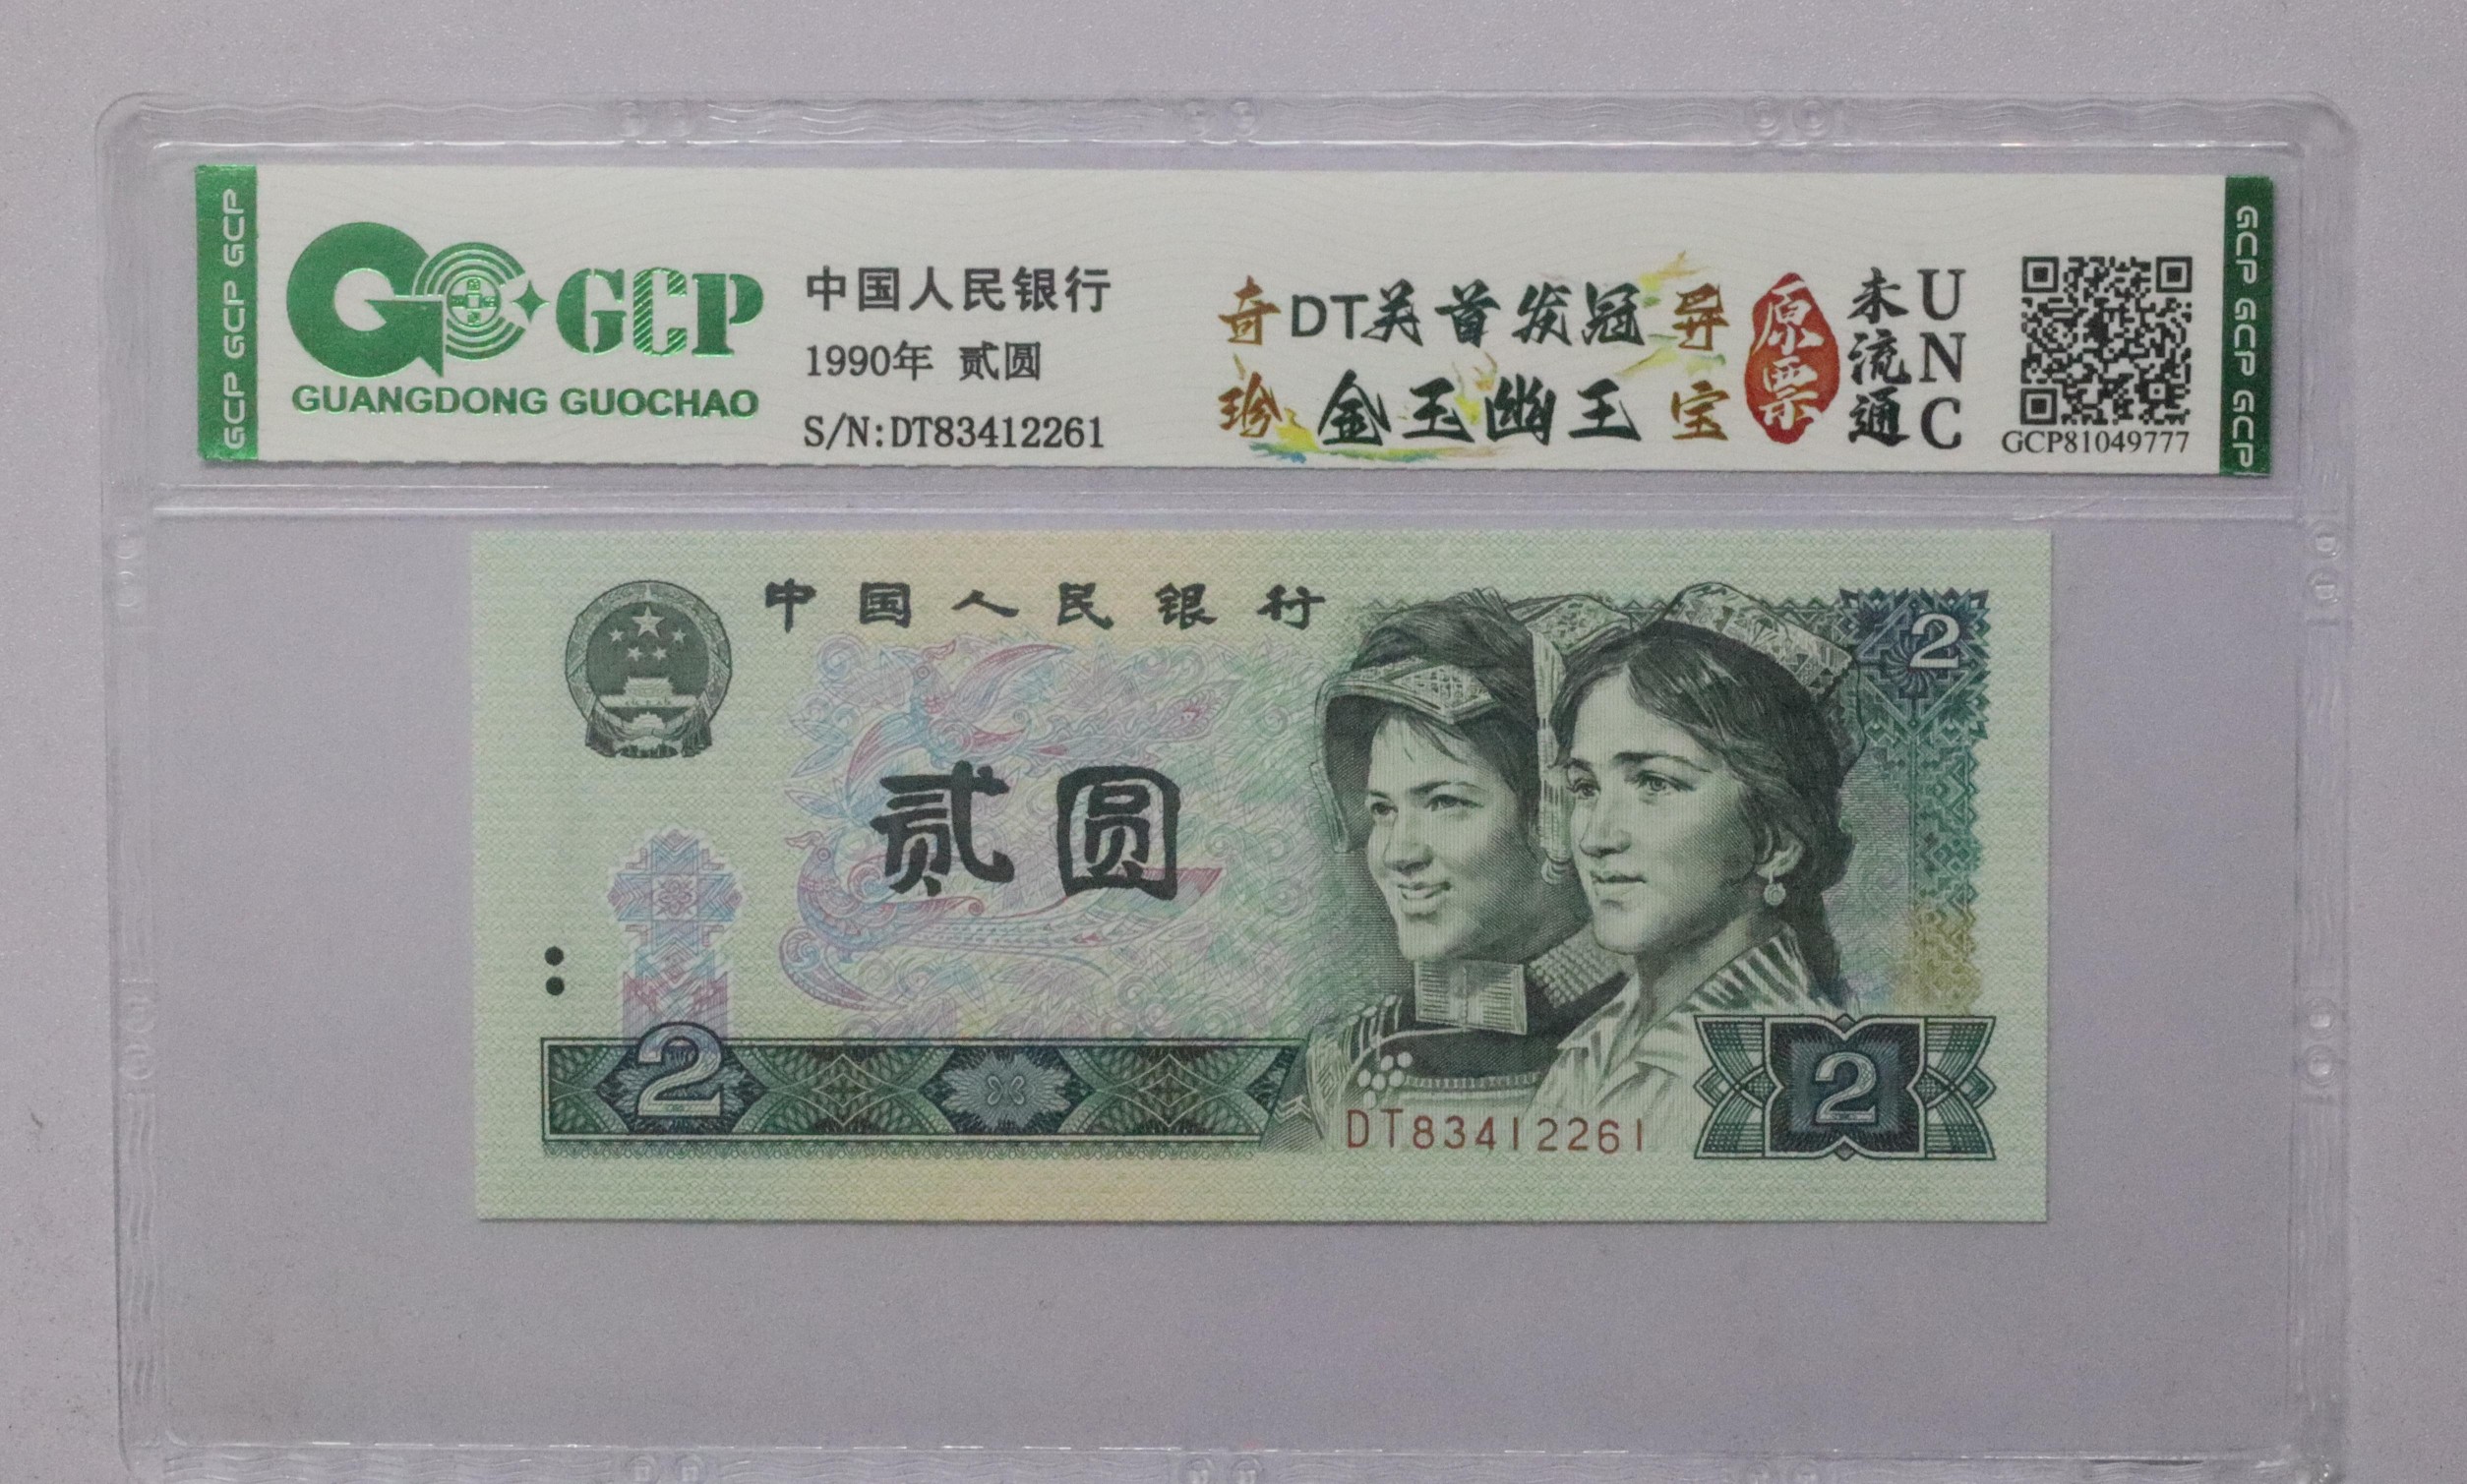 GCP GCP GCP
GCP
GUANGDONG GUOCHAO
中国人民银行
1990年 贰圆
S/N:DT83412261
奇珍异宝
DT关首发冠
金玉幽王
原票
未流通
UNC
GCP81049777
GCP GCP GCP
中国人民银行
2
贰圆
2
DT83412261
2